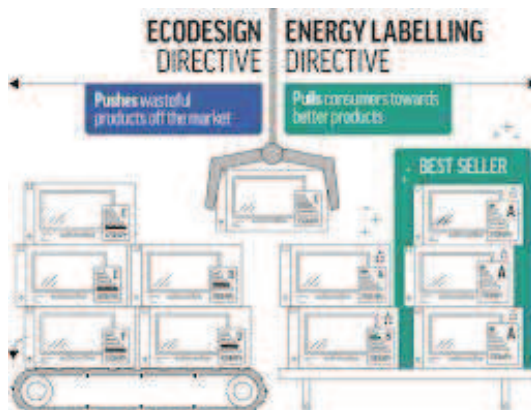 ECODESIGN
DIRECTIVE
ENERGY LABELLING
DIRECTIVE
Pushes wasteful
products off the market
Pulls consumers towards
better products
BEST SELLER
A
A
A